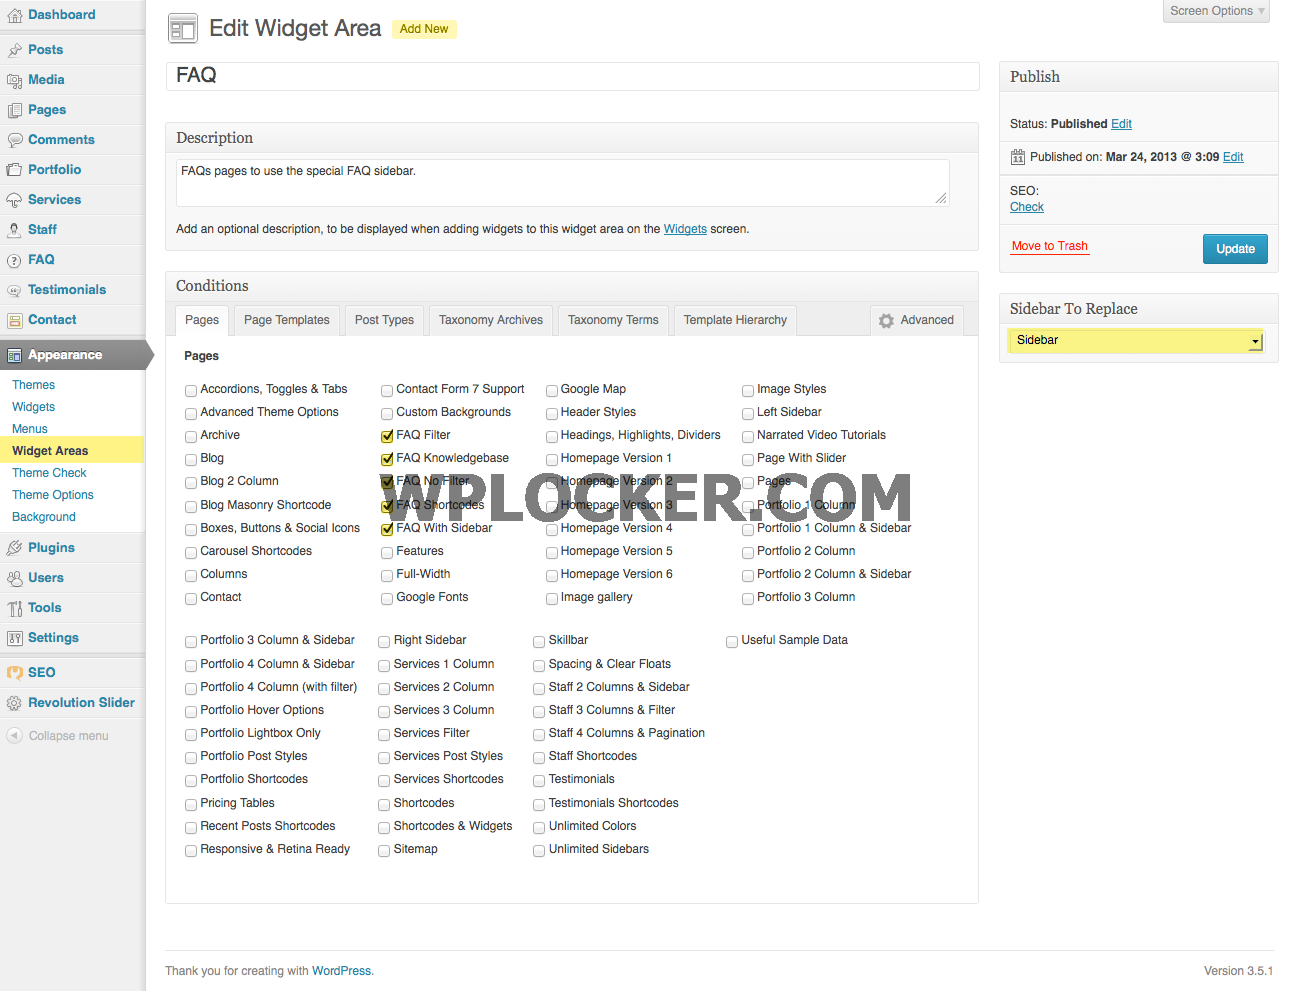 Dashboard
Posts
Media
Pages
Comments
Portfolio
Services
Staff
FAQ
Testimonials
Contact
Appearance
Themes
Widgets
Menus
Widget Areas
Theme Check
Theme Options
Background
Plugins
Users
Tools
Settings
SEO
Revolution Slider
Collapse menu
Screen Options
Edit Widget Area Add New
FAQ
Description
FAQs pages to use the special FAQ sidebar.
Add an optional description, to be displayed when adding widgets to this widget area on the Widgets screen.
Conditions
Pages Page Templates Post Types Taxonomy Archives Taxonomy Terms Template Hierarchy Advanced
Pages
Accordions, Toggles & Tabs
Advanced Theme Options
Archive
Blog
Blog 2 Column
Blog Masonry Shortcode
Boxes, Buttons & Social Icons
Carousel Shortcodes
Columns
Contact
Contact Form 7 Support
Custom Backgrounds
FAQ Filter
FAQ Knowledgebase
FAQ No Filter
FAQ Shortcodes
FAQ With Sidebar
Features
Full-Width
Google Fonts
Google Map
Header Styles
Headings, Highlights, Dividers
Homepage Version 1
Homepage Version 2
Homepage Version 3
Homepage Version 4
Homepage Version 5
Homepage Version 6
Image gallery
Image Styles
Left Sidebar
Narrated Video Tutorials
Page With Slider
Pages
Portfolio 1 Column
Portfolio 1 Column & Sidebar
Portfolio 2 Column
Portfolio 2 Column & Sidebar
Portfolio 3 Column
WPLOCKER.COM
Portfolio 3 Column & Sidebar
Portfolio 4 Column & Sidebar
Portfolio 4 Column (with filter)
Portfolio Hover Options
Portfolio Lightbox Only
Portfolio Post Styles
Portfolio Shortcodes
Pricing Tables
Recent Posts Shortcodes
Responsive & Retina Ready
Right Sidebar
Services 1 Column
Services 2 Column
Services 3 Column
Services Filter
Services Post Styles
Services Shortcodes
Shortcodes
Shortcodes & Widgets
Sitemap
Skillbar
Spacing & Clear Floats
Staff 2 Columns & Sidebar
Staff 3 Columns & Filter
Staff 4 Columns & Pagination
Staff Shortcodes
Testimonials
Testimonials Shortcodes
Unlimited Colors
Unlimited Sidebars
Useful Sample Data
Publish
Status: Published Edit
11 Published on: Mar 24, 2013 @ 3:09 Edit
SEO:
Check
Move to Trash Update
Sidebar To Replace
Sidebar
Thank you for creating with WordPress.
Version 3.5.1